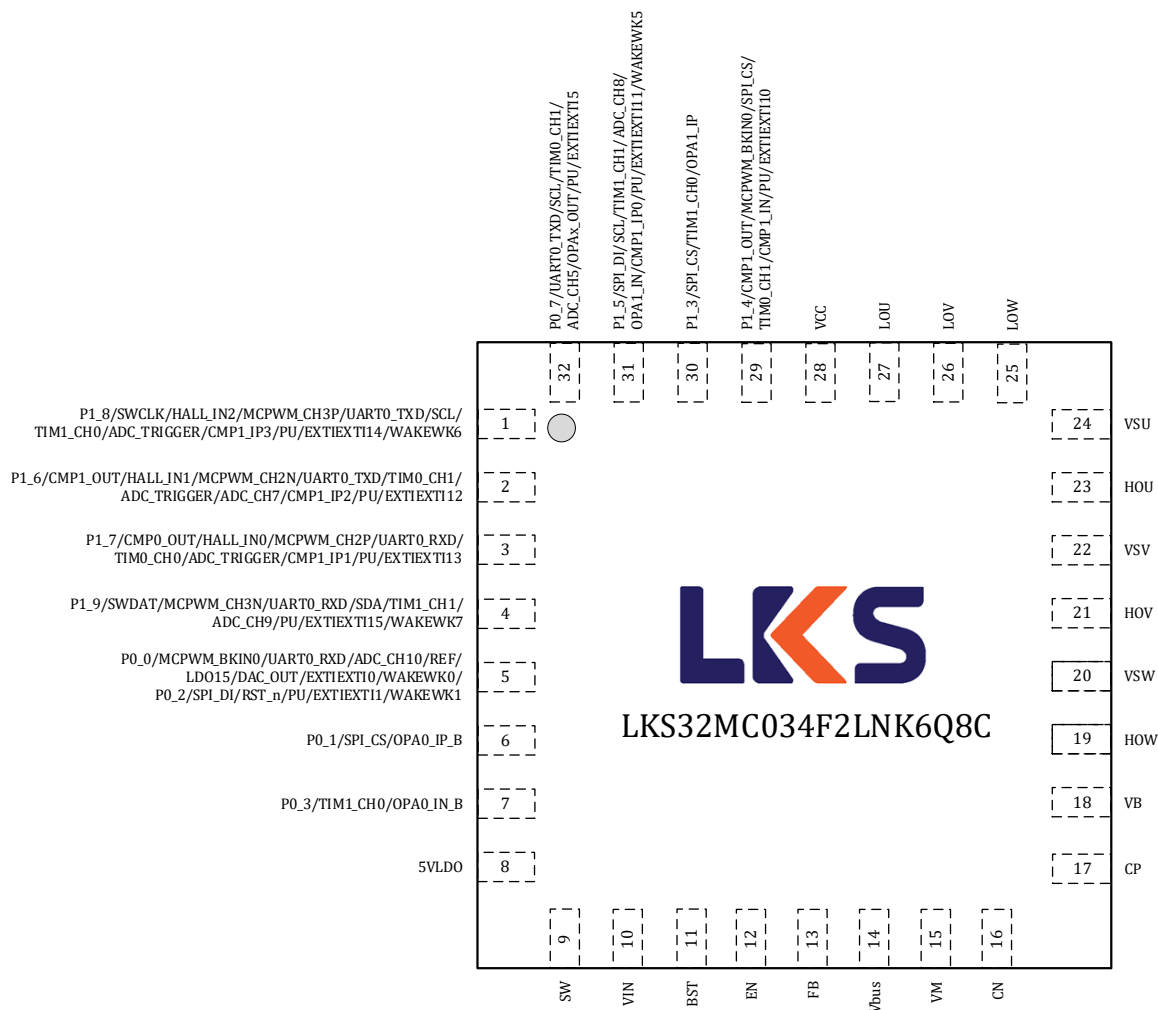 P0_7/UART0_TXD/SCL/TIM0_CH1/
ADC_CH5/OPAx_OUT/PU/EXTIEXTI5
P1_5/SPI_DI/SCL/TIM1_CH1/ADC_CH8/
OPA1_IN/CMP1_IP0/PU/EXTIEXTI11/WAKEWK5
P1_3/SPI_CS/TIM1_CH0/OPA1_IP
P1_4/CMP1_OUT/MCPWM_BKIN0/SPI_CS/
TIM0_CH1/CMP1_IN/PU/EXTIEXTI10
VCC
LOU
LOV
LOW
32
31
30
29
28
27
26
25
P1_8/SWCLK/HALL_IN2/MCPWM_CH3P/UART0_TXD/SCL/
TIM1_CH0/ADC_TRIGGER/CMP1_IP3/PU/EXTIEXTI14/WAKEWK6
1
P1_6/CMP1_OUT/HALL_IN1/MCPWM_CH2N/UART0_TXD/TIM0_CH1/
ADC_TRIGGER/ADC_CH7/CMP1_IP2/PU/EXTIEXTI12
2
P1_7/CMP0_OUT/HALL_IN0/MCPWM_CH2P/UART0_RXD/
TIM0_CH0/ADC_TRIGGER/CMP1_IP1/PU/EXTIEXTI13
3
P1_9/SWDAT/MCPWM_CH3N/UART0_RXD/SDA/TIM1_CH1/
ADC_CH9/PU/EXTIEXTI15/WAKEWK7
4
P0_0/MCPWM_BKIN0/UART0_RXD/ADC_CH10/REF/
LDO15/DAC_OUT/EXTIEXTI0/WAKEWK0/
P0_2/SPI_DI/RST_n/PU/EXTIEXTI1/WAKEWK1
5
P0_1/SPI_CS/OPA0_IP_B
6
P0_3/TIM1_CH0/OPA0_IN_B
7
5VLDO
8
LKS
LKS32MC034F2LNK6Q8C
24 VSU
23 HOU
22 VSV
21 HOV
20 VSW
19 HOW
18 VB
17 CP
9
10
11
12
13
14
15
16
SW
VIN
BST
EN
FB
Vbus
VM
CN